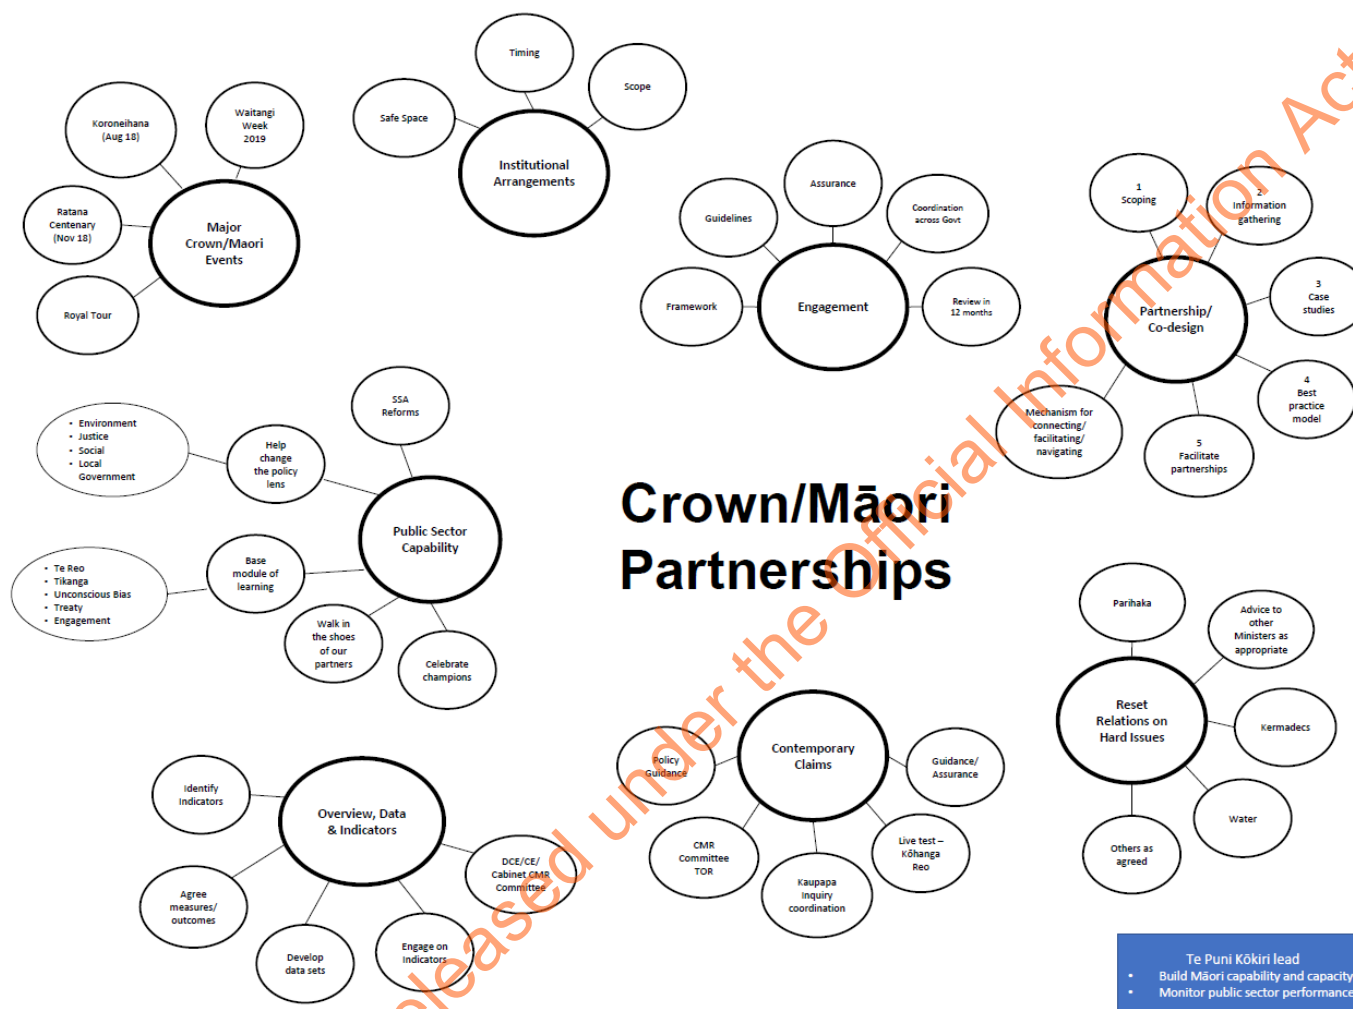 Timing
Scope
Safe Space
Institutional
Arrangements
Koroneihana
(Aug 18)
Waitangi
Week
2019
Ratana
Centenary
(Nov 18)
Royal Tour
Major
Crown/Maori
Events
Assurance
Guidelines
Coordination
across Govt
Framework
Review in
12 months
Engagement
1
Scoping
2
Information
gathering
3
Case
studies
4
Best
practice
model
5
Facilitate
partnerships
Mechanism for
connecting/
facilitating/
navigating
Partnership/
Co-design
SSA
Reforms
Help
change
the policy
lens
• Environment
• Justice
• Social
• Local
Government
Public Sector
Capability
Base
module of
learning
• Te Reo
• Tikanga
• Unconscious Bias
• Treaty
• Engagement
Walk in
the shoes
of our
partners
Celebrate
champions
Crown/Māori
Partnerships
Parihaka
Advice to
other
Ministers as
appropriate
Reset
Relations on
Hard Issues
Kermadecs
Water
Others as
agreed
Contemporary
Claims
Policy
Guidance
Guidance/
Assurance
CMR
Committee
TOR
Kaupapa
Inquiry
coordination
Live test –
Kōhanga
Reo
Identify
Indicators
Overview, Data
& Indicators
Agree
measures/
outcomes
Develop
data sets
Engage on
Indicators
DCE/CE/
Cabinet CMR
Committee
Te Puni Kōkiri lead
• Build Māori capability and capacity
• Monitor public sector performance
eleased under the Official Information Act